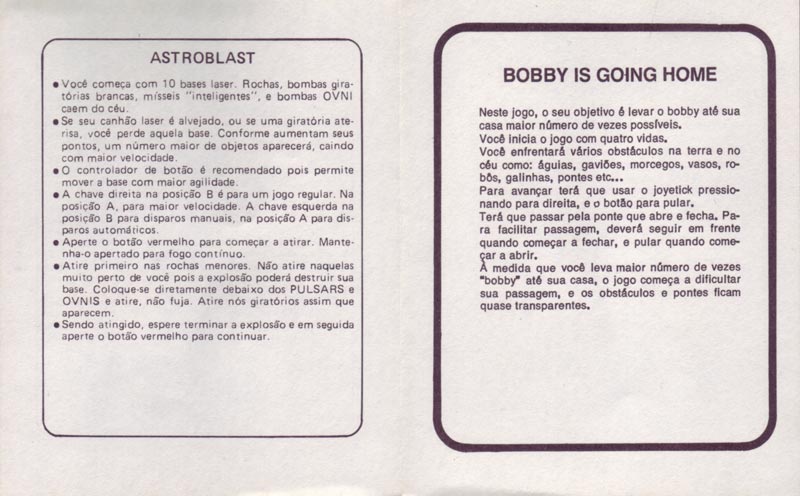 ASTROBLAST
● Você começa com 10 bases laser. Rochas, bombas gira-
tórias brancas, mísseis "inteligentes", e bombas OVNI
caem do céu.
● Se seu canhão laser é alvejado, ou se uma giratória ate-
risa, você perde aquela base. Conforme aumentam seus
pontos, um número maior de objetos aparecerá, caindo
com maior velocidade.
● O controlador de botão é recomendado pois permite
mover a base com maior agilidade.
● A chave direita na posição B é para um jogo regular. Na
posição A, para maior velocidade. A chave esquerda na
posição B para disparos manuais, na posição A para dis-
paros automáticos.
● Aperte o botão vermelho para começar a atirar. Mante-
nha-o apertado para fogo contínuo.
● Atire primeiro nas rochas menores. Não atire naquelas
muito perto de você pois a explosão poderá destruir sua
base. Coloque-se diretamente debaixo dos PULSARS e
OVNIS e atire, não fuja. Atire nós giratórios assim que
aparecem.
● Sendo atingido, espere terminar a explosão e em seguida
aperte o botão vermelho para continuar.
BOBBY IS GOING HOME
Neste jogo, o seu objetivo é levar o bobby até sua
casa maior número de vezes possíveis.
Você inicia o jogo com quatro vidas.
Você enfrentará vários obstáculos na terra e no
céu como: águias, gaviões, morcegos, vasos, ro-
bôs, galinhas, pontes etc...
Para avançar terá que usar o joyetick pressio-
nando para direita, e o botão para pular.
Terá que passar pela ponte que abre e fecha. Pa-
ra facilitar passagem, deverá seguir em frente
quando começar a fechar, e pular quando come-
çar a abrir.
À medida que você leva maior número de vezes
"bobby" até sua casa, o jogo começa a dificultar
sua passagem, e os obstáculos e pontes ficam
quase transparentes.